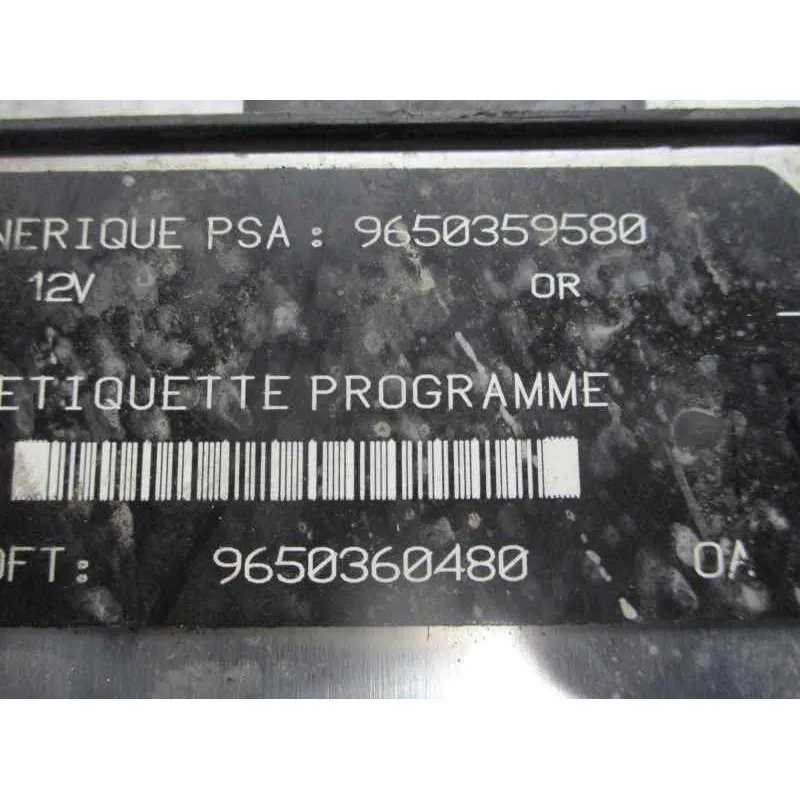 NERIQUE PSA: 9650359580
12V OR
ETIQUETTE PROGRAMME
OFT: 9650360480 OA